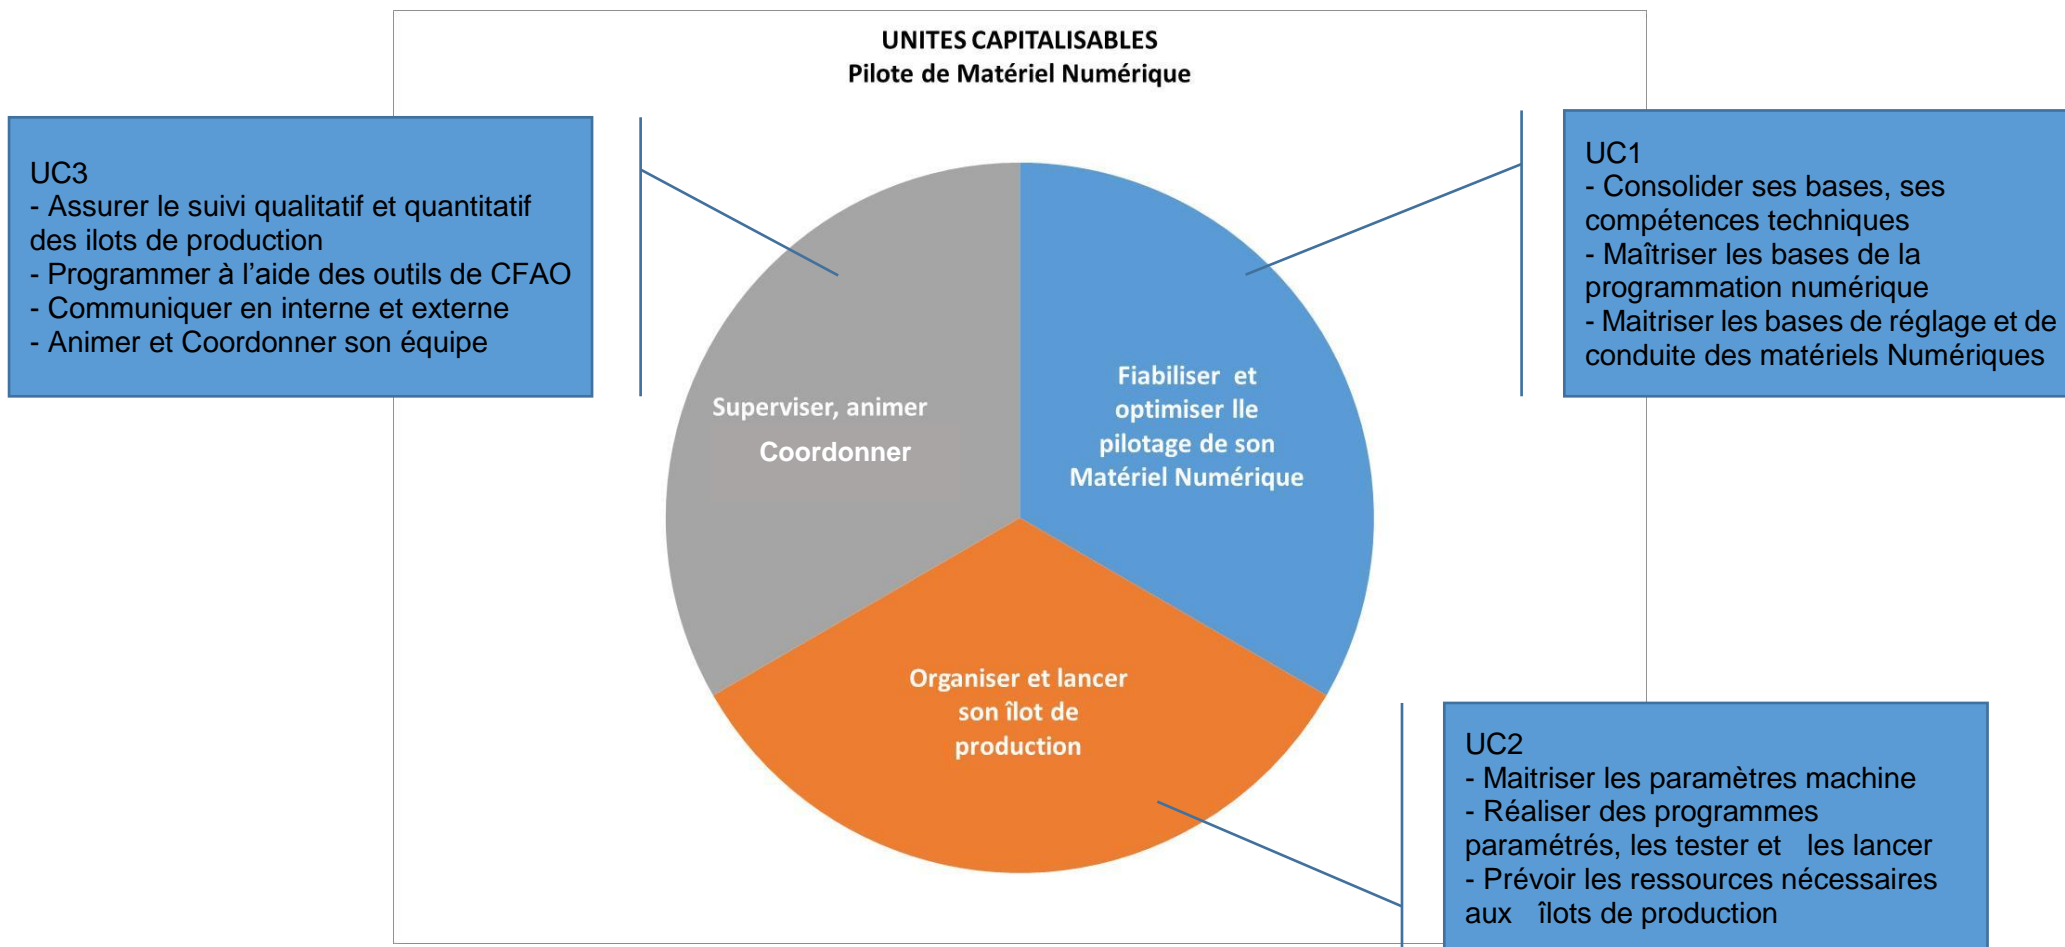 UNITES CAPITALISABLES
Pilote de Matériel Numérique
UC3
- Assurer le suivi qualitatif et quantitatif
des ilots de production
- Programmer à l’aide des outils de CFAO
- Communiquer en interne et externe
- Animer et Coordonner son équipe
UC1
- Consolider ses bases, ses
compétences techniques
- Maîtriser les bases de la
programmation numérique
- Maitriser les bases de réglage et de
conduite des matériels Numériques
Superviser, animer
Coordonner
Fiabiliser et
optimiser lle
pilotage de son
Matériel Numérique
Organiser et lancer
son îlot de
production
UC2
- Maitriser les paramètres machine
- Réaliser des programmes
paramétrés, les tester et les lancer
- Prévoir les ressources nécessaires
aux îlots de production